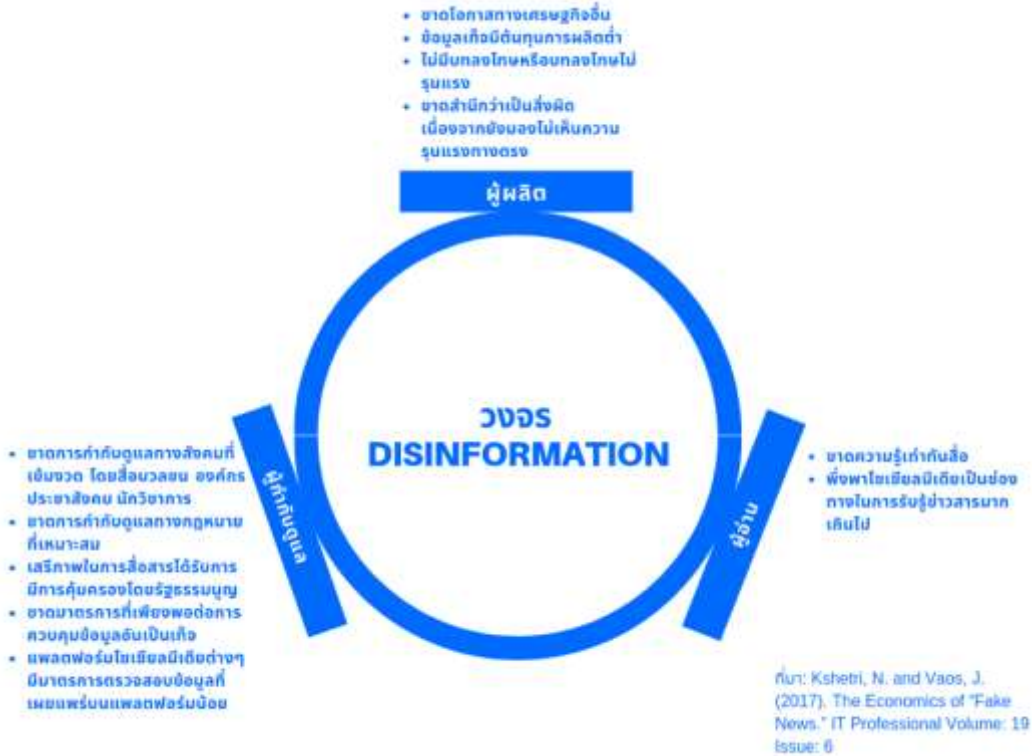 • ขาดโอกาสทางเศรษฐกิจอื่น
• ข้อมูลเท็จมีต้นทุนการผลิตต่ำ
• ไม่มีบทลงโทษหรือบทลงโทษไม่
รุนแรง
• ขาดสำนึกว่าเป็นสิ่งผิด
เนื่องจากยังมองไม่เห็นความ
รุนแรงทางตรง
ผู้ผลิต
วงจร
DISINFORMATION
ผู้กำกับดูแล
• ขาดการกำกับดูแลทางสังคมที่
เข้มงวด โดยสื่อมวลชน องค์กร
ประชาสังคม นักวิชาการ
• ขาดการกำกับดูแลทางกฎหมาย
ที่เหมาะสม
• เสรีภาพในการสื่อสารได้รับการ
มีการคุ้มครองโดยรัฐธรรมนูญ
• ขาดมาตรการที่เพียงพอต่อการ
ควบคุมข้อมูลอันเป็นเท็จ
• แพลตฟอร์มโซเชียลมีเดียต่างๆ
มีมาตรการตรวจสอบข้อมูลที่
เผยแพร่บนแพลตฟอร์มน้อย
ผู้อ่าน
• ขาดความรู้เท่าทันสื่อ
• พึ่งพาโซเชียลมีเดียเป็นช่อง
ทางในการรับรู้ข่าวสารมาก
เกินไป
ที่มา: Kshetri, N. and Vaos, J.
(2017). The Economics of "Fake
News." IT Professional Volume: 19
Issue: 6